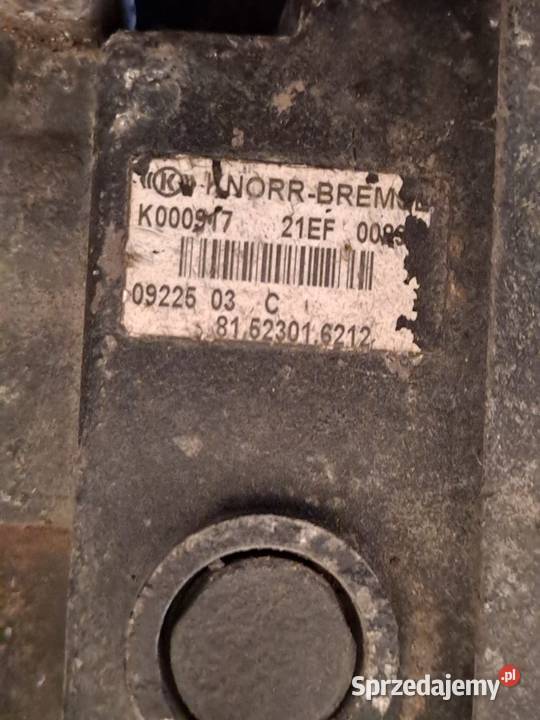 K KNORR-BREMSE
K000917 21EF
09225 03 C
81.52301.6212
Sprzedajemy.pl